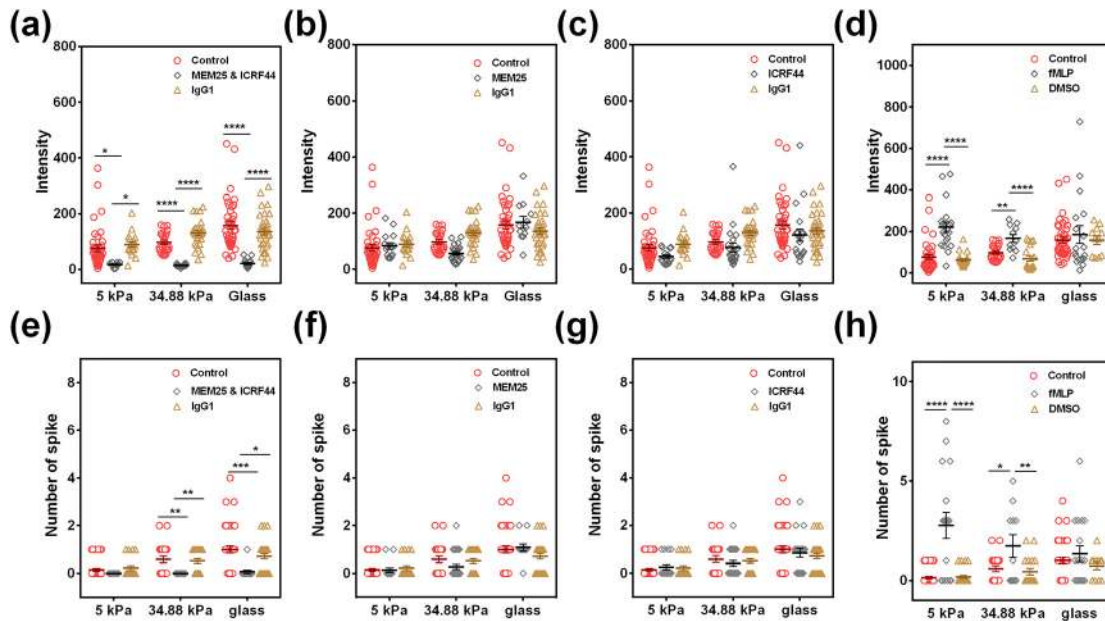 (a)
Intensity
800
600
400
200
0
Control
MEM25 & ICRF44
IgG1
*
*
****
****
****
****
5 kPa 34.88 kPa Glass
(b)
Intensity
800
600
400
200
0
Control
MEM25
IgG1
5 kPa 34.88 kPa Glass
(c)
Intensity
800
600
400
200
0
Control
ICRF44
IgG1
5 kPa 34.88 kPa Glass
(d)
Intensity
1000
800
600
400
200
0
Control
fMLP
DMSO
****
****
**
****
5 kPa 34.88 kPa glass
(e)
Number of spike
8
6
4
2
0
Control
MEM25 & ICRF44
IgG1
**
**
***
*
5 kPa 34.88 kPa glass
(f)
Number of spike
8
6
4
2
0
Control
MEM25
IgG1
5 kPa 34.88 kPa glass
(g)
Number of spike
8
6
4
2
0
Control
ICRF44
IgG1
5 kPa 34.88 kPa glass
(h)
Number of spike
10
5
0
Control
fMLP
DMSO
****
****
*
**
5 kPa 34.88 kPa glass